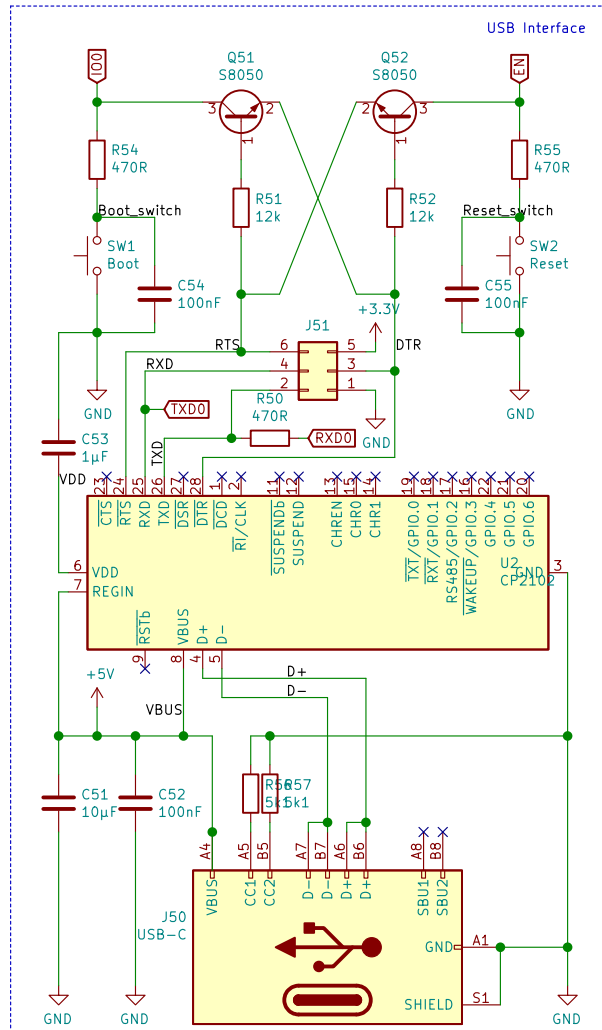 USB Interface
IO0
Q51
S8050
Q52
S8050
EN
3
2
1
2
3
1
R54
470R
R55
470R
R51
12k
R52
12k
Boot_switch
Reset_switch
SW1
Boot
SW2
Reset
C54
100nF
C55
100nF
+3.3V
J51
RTS
6
5
DTR
RXD
4
3
2
1
GND
GND
GND
TXD0
R50
470R
RXD0
TXD
C53
1µF
VDD
23
24
25
26
27
28
1
2
11
12
13
15
14
19
18
17
16
22
21
20
CTS
RTS
RXD
TXD
DSR
DTR
DCD
RI/CLK
SUSPENDb
SUSPEND
CHREN
CHR0
CHR1
TXT/GPIO.0
RXT/GPIO.1
RS485/GPIO.2
WAKEUP/GPIO.3
GPIO.4
GPIO.5
GPIO.6
U2
CP2102
6
VDD
GND
3
7
REGIN
RSTb
VBUS
D+
D-
9
8
4
5
D+
D-
+5V
VBUS
C51
10µF
C52
100nF
R56
5k1
R57
5k1
A4
A5
B5
A7
B7
A6
B6
A8
B8
VBUS
CC1
CC2
D-
D-
D+
D+
SBU1
SBU2
J50
USB-C
GND
A1
SHIELD
S1
GND
GND
GND